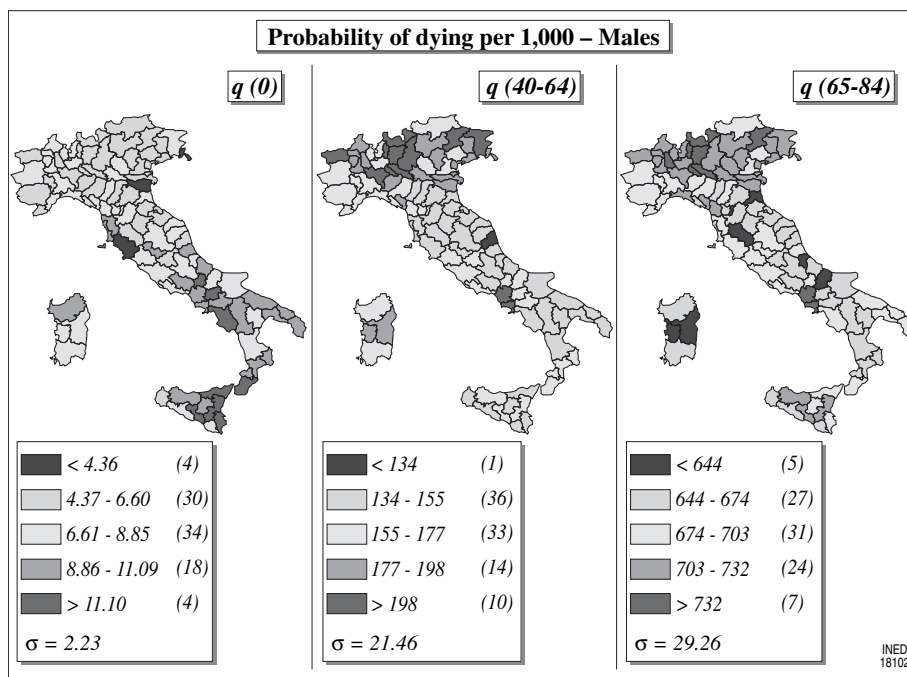 Probability of dying per 1,000 – Males
q (0)
q (40-64)
q (65-84)
< 4.36 (4)
4.37 - 6.60 (30)
6.61 - 8.85 (34)
8.86 - 11.09 (18)
> 11.10 (4)
σ = 2.23
< 134 (1)
134 - 155 (36)
155 - 177 (33)
177 - 198 (14)
> 198 (10)
σ = 21.46
< 644 (5)
644 - 674 (27)
674 - 703 (31)
703 - 732 (24)
> 732 (7)
σ = 29.26
INED
18102